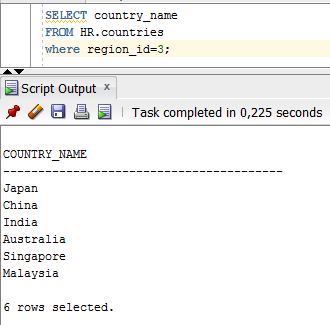 SELECT country_name
FROM HR.countries
where region_id=3;
Script Output x
Task completed in 0,225 seconds
COUNTRY_NAME
----------------------------------------
Japan
China
India
Australia
Singapore
Malaysia
6 rows selected.